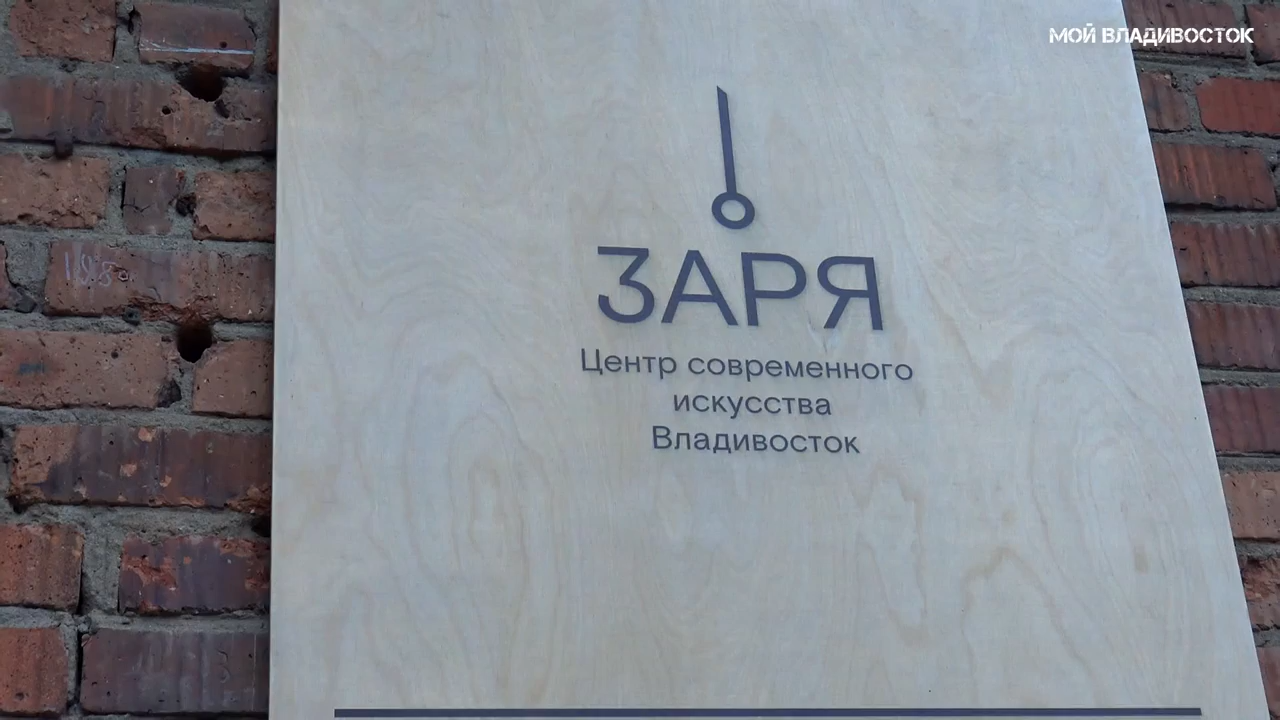 МОЙ ВЛАДИВОСТОК
ЗАРЯ
Центр современного
искусства
Владивосток